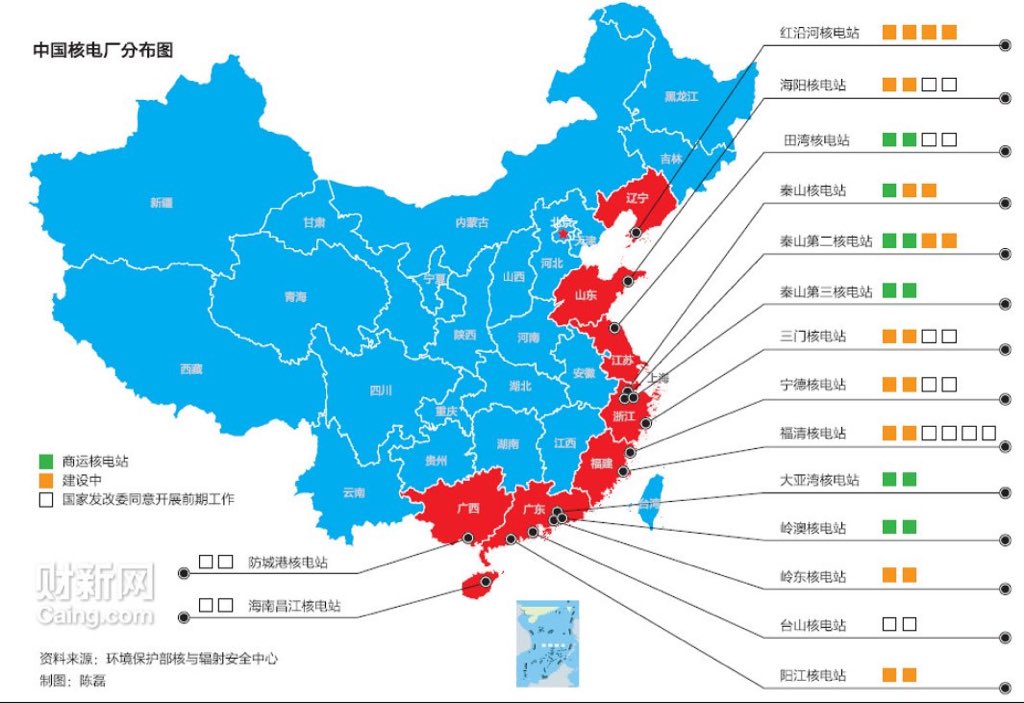 中国核电厂分布图
红沿河核电站
海阳核电站
田湾核电站
秦山核电站
秦山第二核电站
秦山第三核电站
三门核电站
宁德核电站
福清核电站
大亚湾核电站
岭澳核电站
岭东核电站
台山核电站
阳江核电站
黑龙江
吉林
辽宁
新疆
甘肃
内蒙古
北京
天津
河北
山西
宁夏
山东
青海
陕西
河南
江苏
西藏
四川
安徽
上海
湖北
重庆
浙江
湖南
江西
贵州
福建
云南
广西
广东
台湾
商运核电站
建设中
国家发改委同意开展前期工作
防城港核电站
海南昌江核电站
财新网
Caing.com
资料来源：环境保护部核与辐射安全中心
制图：陈磊